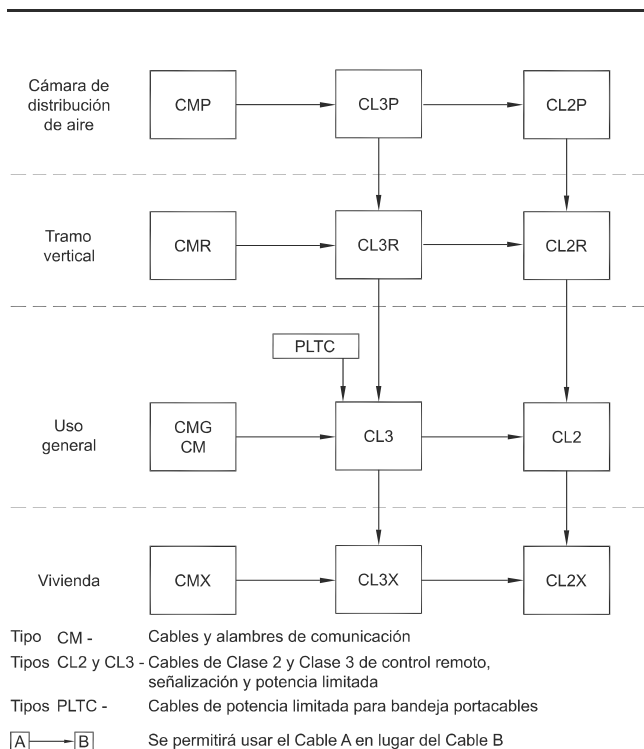 Cámara de
distribución
de aire
CMP
CL3P
CL2P
Tramo
vertical
CMR
CL3R
CL2R
PLTC
Uso
general
CMG
CM
CL3
CL2
Vivienda
CMX
CL3X
CL2X
Tipo CM - Cables y alambres de comunicación
Tipos CL2 y CL3 - Cables de Clase 2 y Clase 3 de control remoto,
señalización y potencia limitada
Tipos PLTC - Cables de potencia limitada para bandeja portacables
A B Se permitirá usar el Cable A en lugar del Cable B